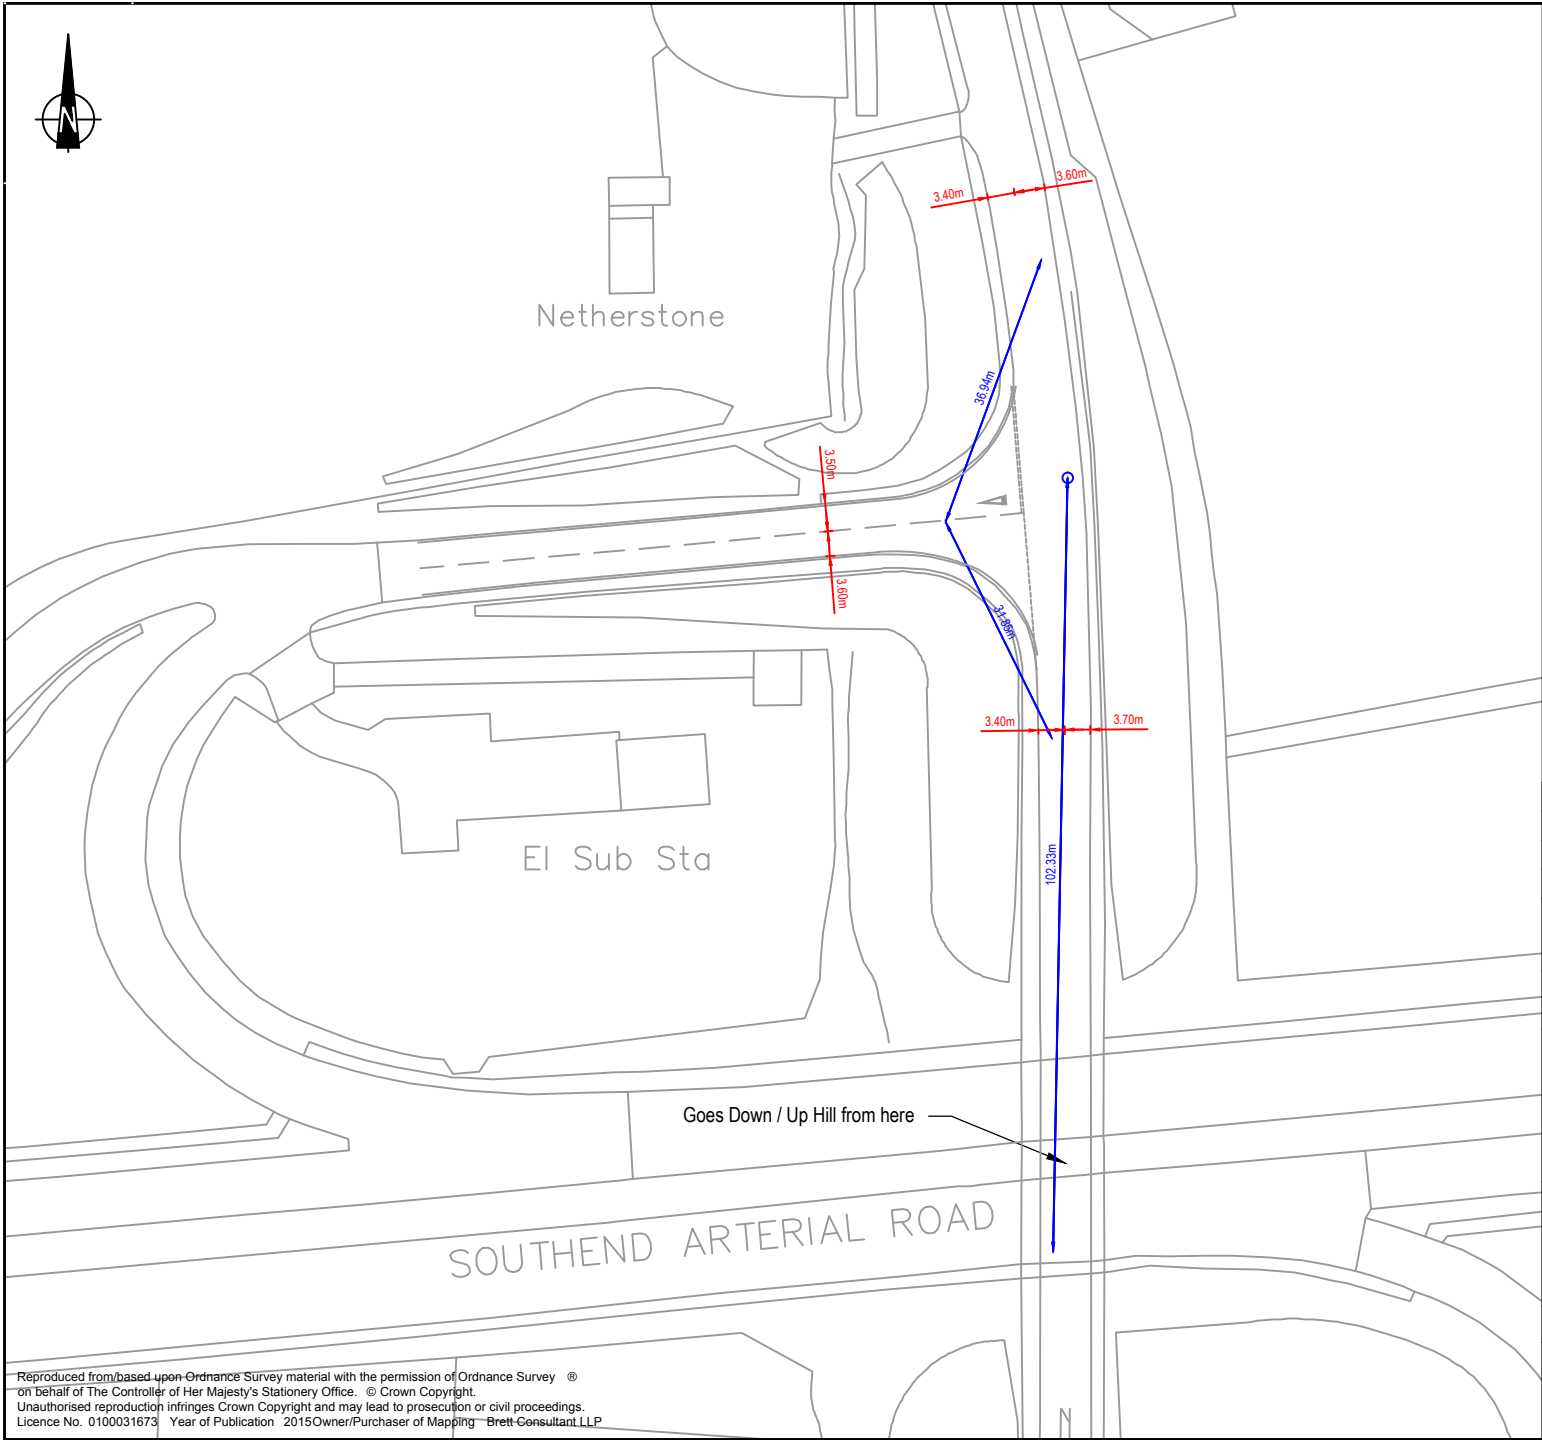 N
3.40m
3.60m
Netherstone
36.94m
3.50m
3.60m
31.85m
3.40m
3.70m
102.33m
El Sub Sta
Goes Down / Up Hill from here
SOUTHEND ARTERIAL ROAD
Reproduced from/based upon Ordnance Survey material with the permission of Ordnance Survey ®
on behalf of The Controller of Her Majesty's Stationery Office. © Crown Copyright.
Unauthorised reproduction infringes Crown Copyright and may lead to prosecution or civil proceedings.
Licence No. 0100031673 Year of Publication 2015Owner/Purchaser of Mapping Brett Consultant LLP
N